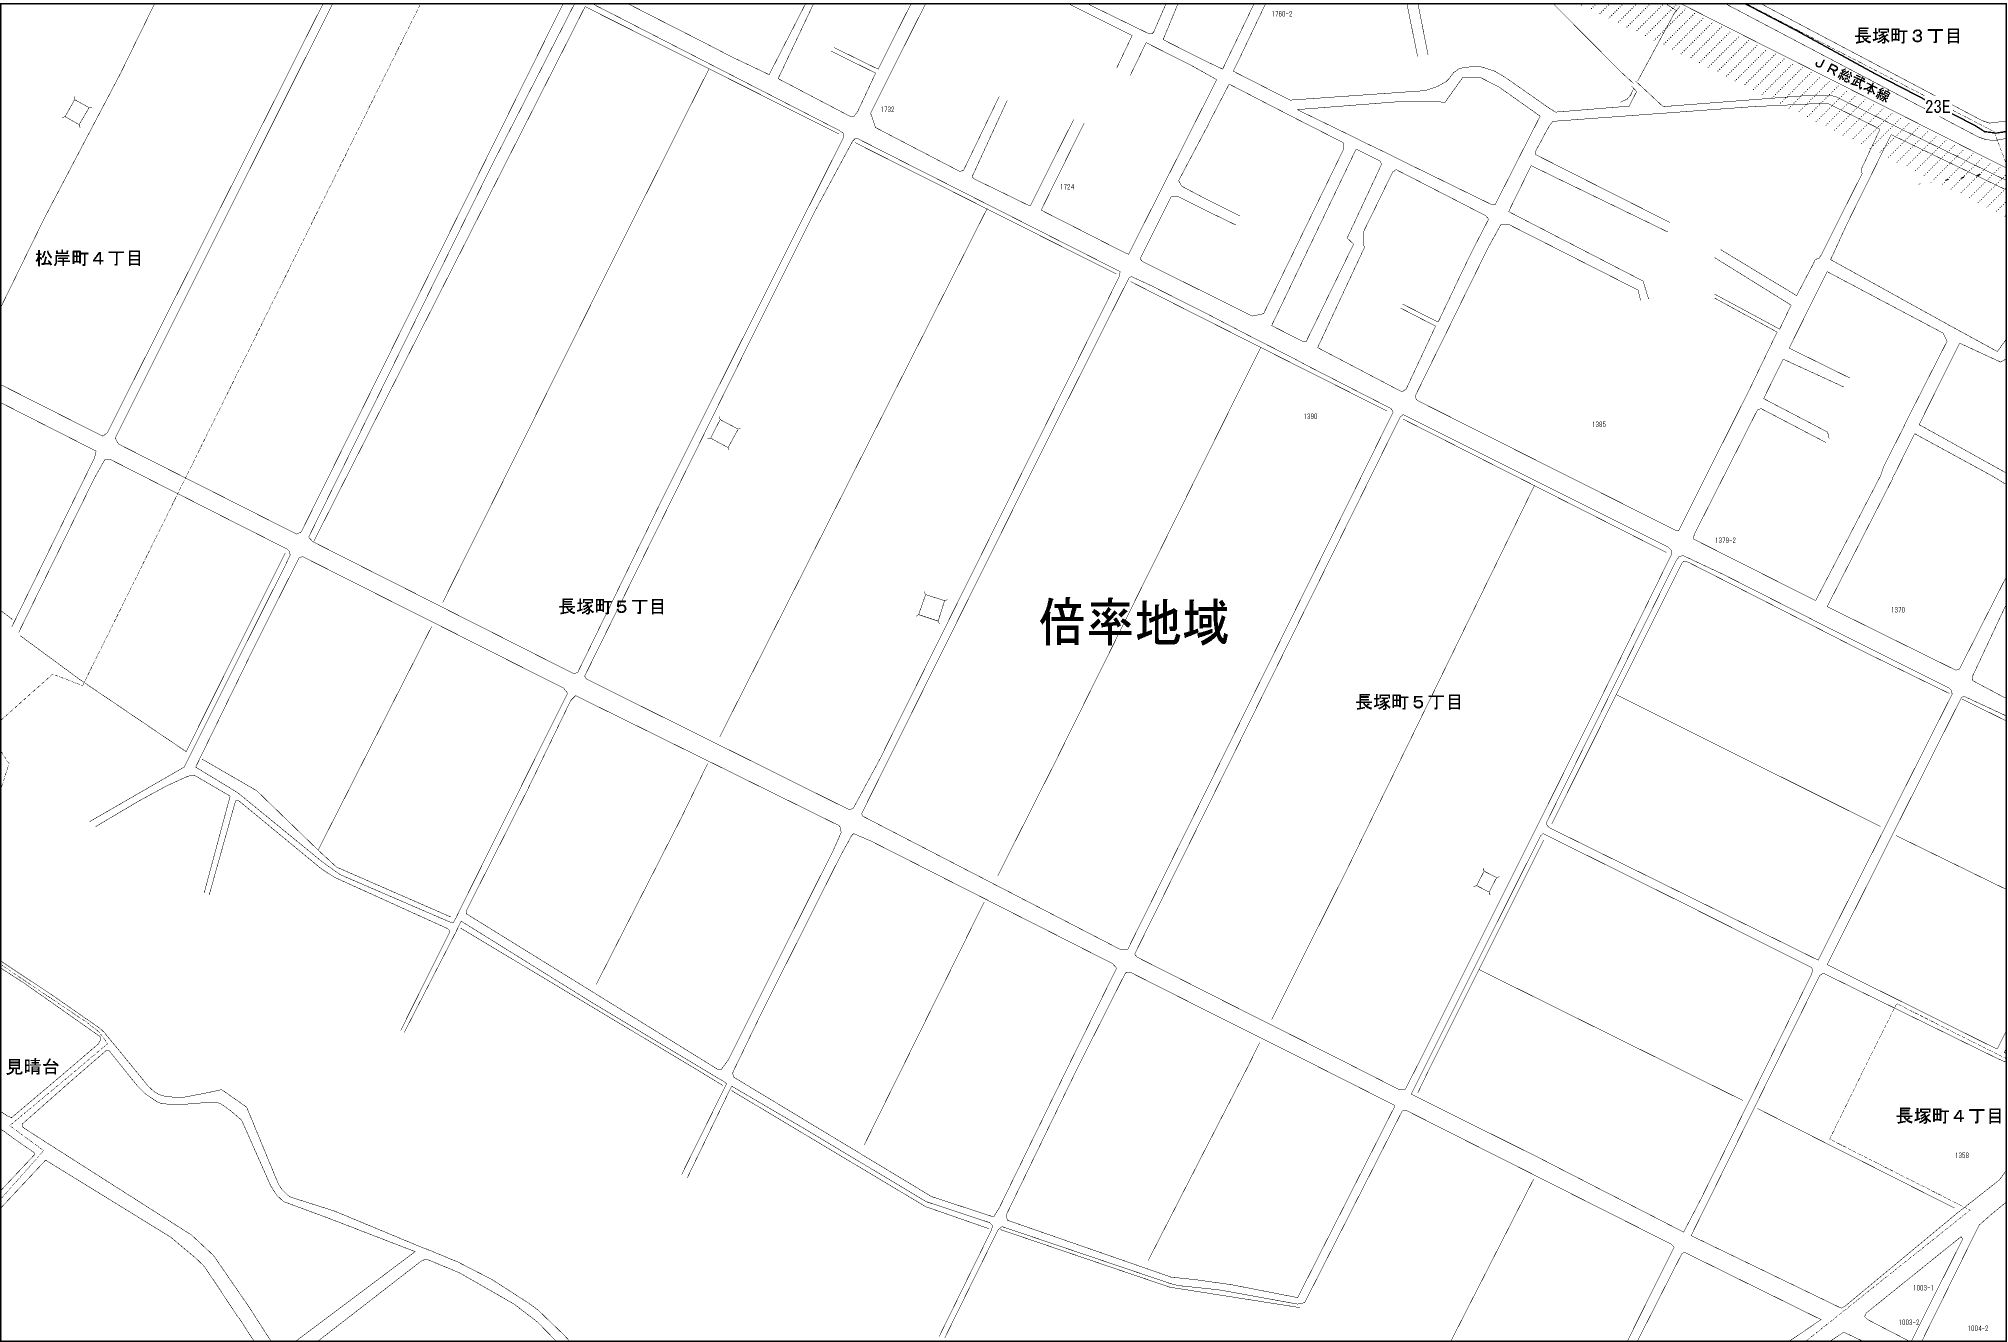 1760-2
長塚町３丁目
ＪＲ総武本線
23E
1732
1724
松岸町４丁目
1390
1385
1379-2
長塚町５丁目
倍率地域
1370
長塚町５丁目
見晴台
長塚町４丁目
1358
1003-1
1003-2
1004-2